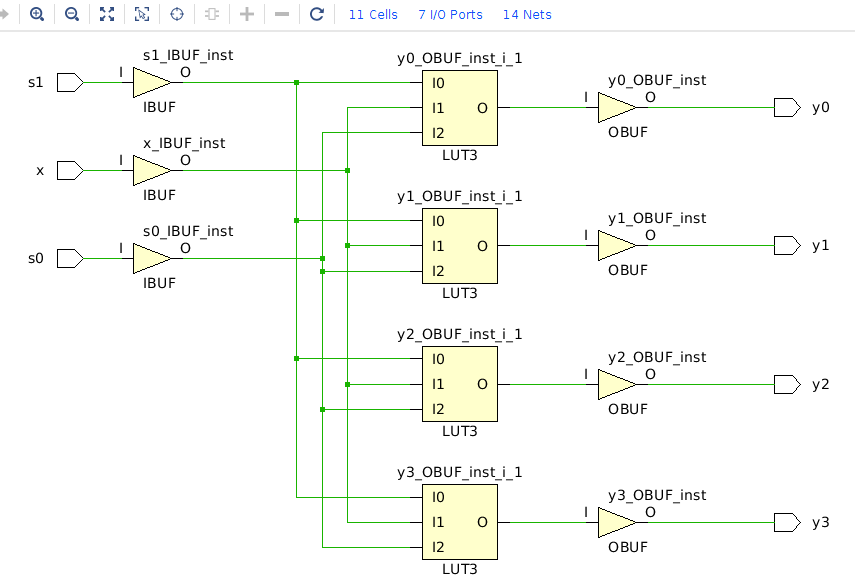 11 Cells 7 I/O Ports 14 Nets
s1_IBUF_inst
s1 I O
IBUF
x_IBUF_inst
x I O
IBUF
s0_IBUF_inst
s0 I O
IBUF
y0_OBUF_inst_i_1
I0
I1 O
I2
LUT3
y0_OBUF_inst
I O y0
OBUF
y1_OBUF_inst_i_1
I0
I1 O
I2
LUT3
y1_OBUF_inst
I O y1
OBUF
y2_OBUF_inst_i_1
I0
I1 O
I2
LUT3
y2_OBUF_inst
I O y2
OBUF
y3_OBUF_inst_i_1
I0
I1 O
I2
LUT3
y3_OBUF_inst
I O y3
OBUF